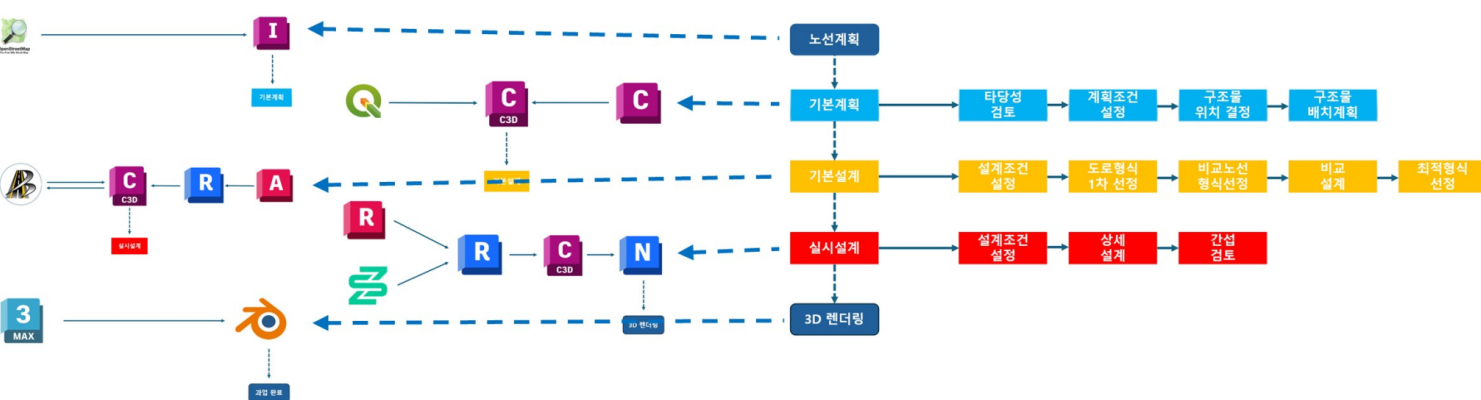 OpenStreetMap
I
노선계획
기본계획
C
C3D
C
기본계획
타당성
검토
계획조건
설정
구조물
위치 결정
구조물
배치계획
C
C3D
R
A
기본설계
설계조건
설정
도로형식
1차 선정
비교노선
형식선정
비교
설계
최적형식
선정
실시설계
R
R
C
C3D
N
실시설계
설계조건
설정
상세
설계
간섭
검토
3
MAX
3D 렌더링
3D 렌더링
과업 완료